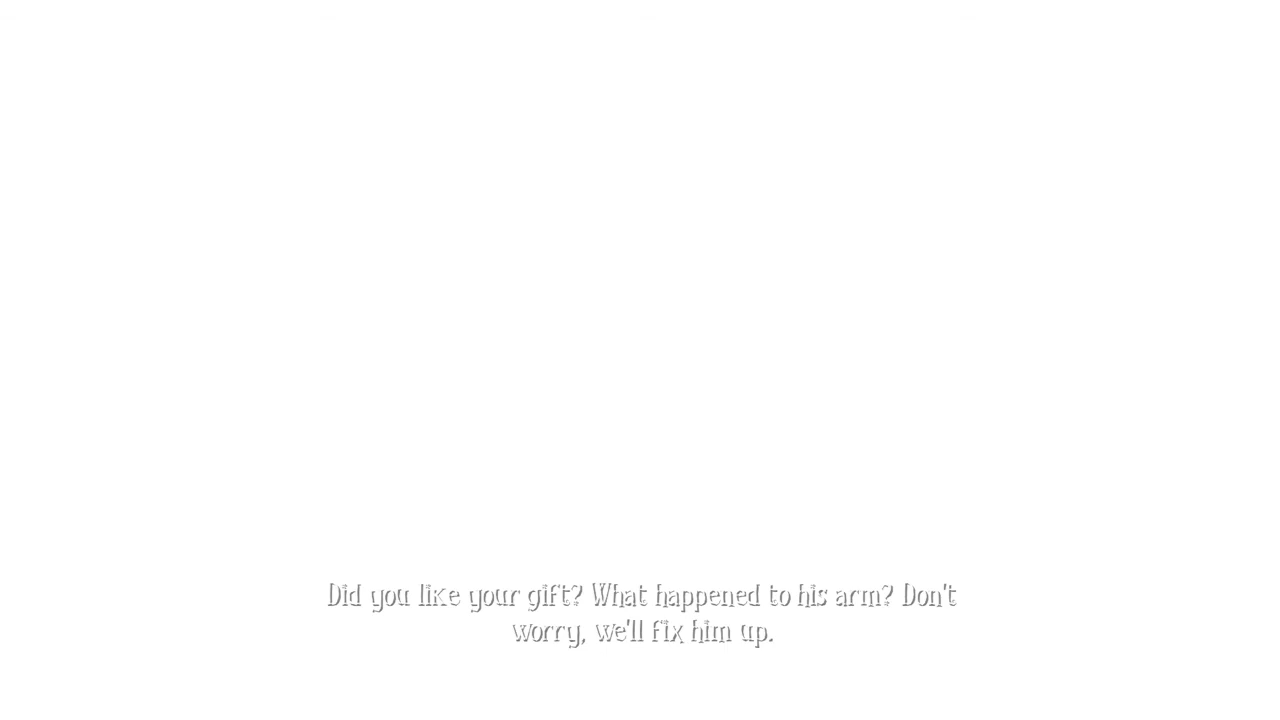 Did you like your gift? What happened to his arm? Don't
worry, we'll fix him up.